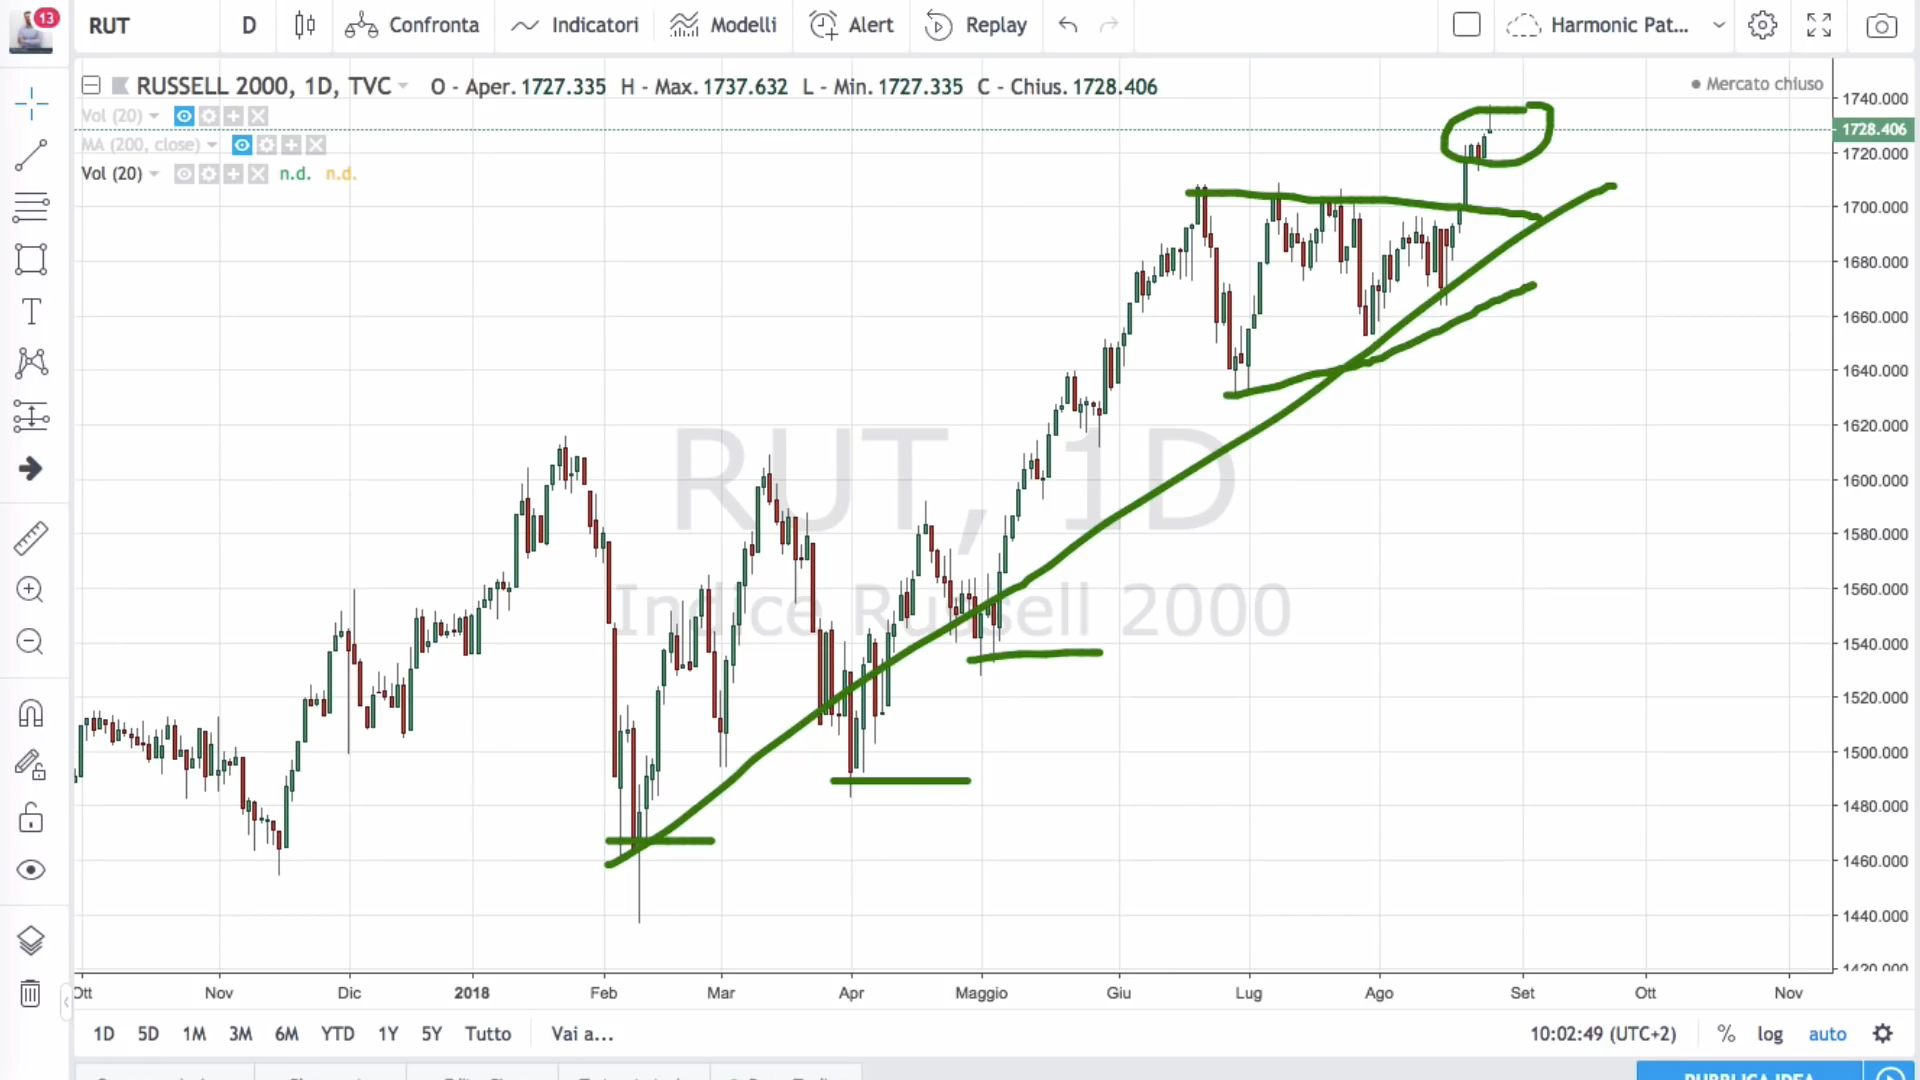 13
RUT D Confronta Indicatori Modelli Alert Replay Harmonic Pat...
RUSSELL 2000, 1D, TVC O - Aper. 1727.335 H - Max. 1737.632 L - Min. 1727.335 C - Chius. 1728.406
Mercato chiuso
Vol (20)
MA (200, close)
Vol (20) n.d. n.d.
1740.000
1728.406
1720.000
1700.000
1680.000
1660.000
1640.000
1620.000
1600.000
1580.000
1560.000
1540.000
1520.000
1500.000
1480.000
1460.000
1440.000
1420.000
RUT, 1D
Indice Russell 2000
Ott Nov Dic 2018 Feb Mar Apr Maggio Giu Lug Ago Set Ott Nov
1D 5D 1M 3M 6M YTD 1Y 5Y Tutto Vai a... 10:02:49 (UTC+2) % log auto
PUBBLICA IDEA